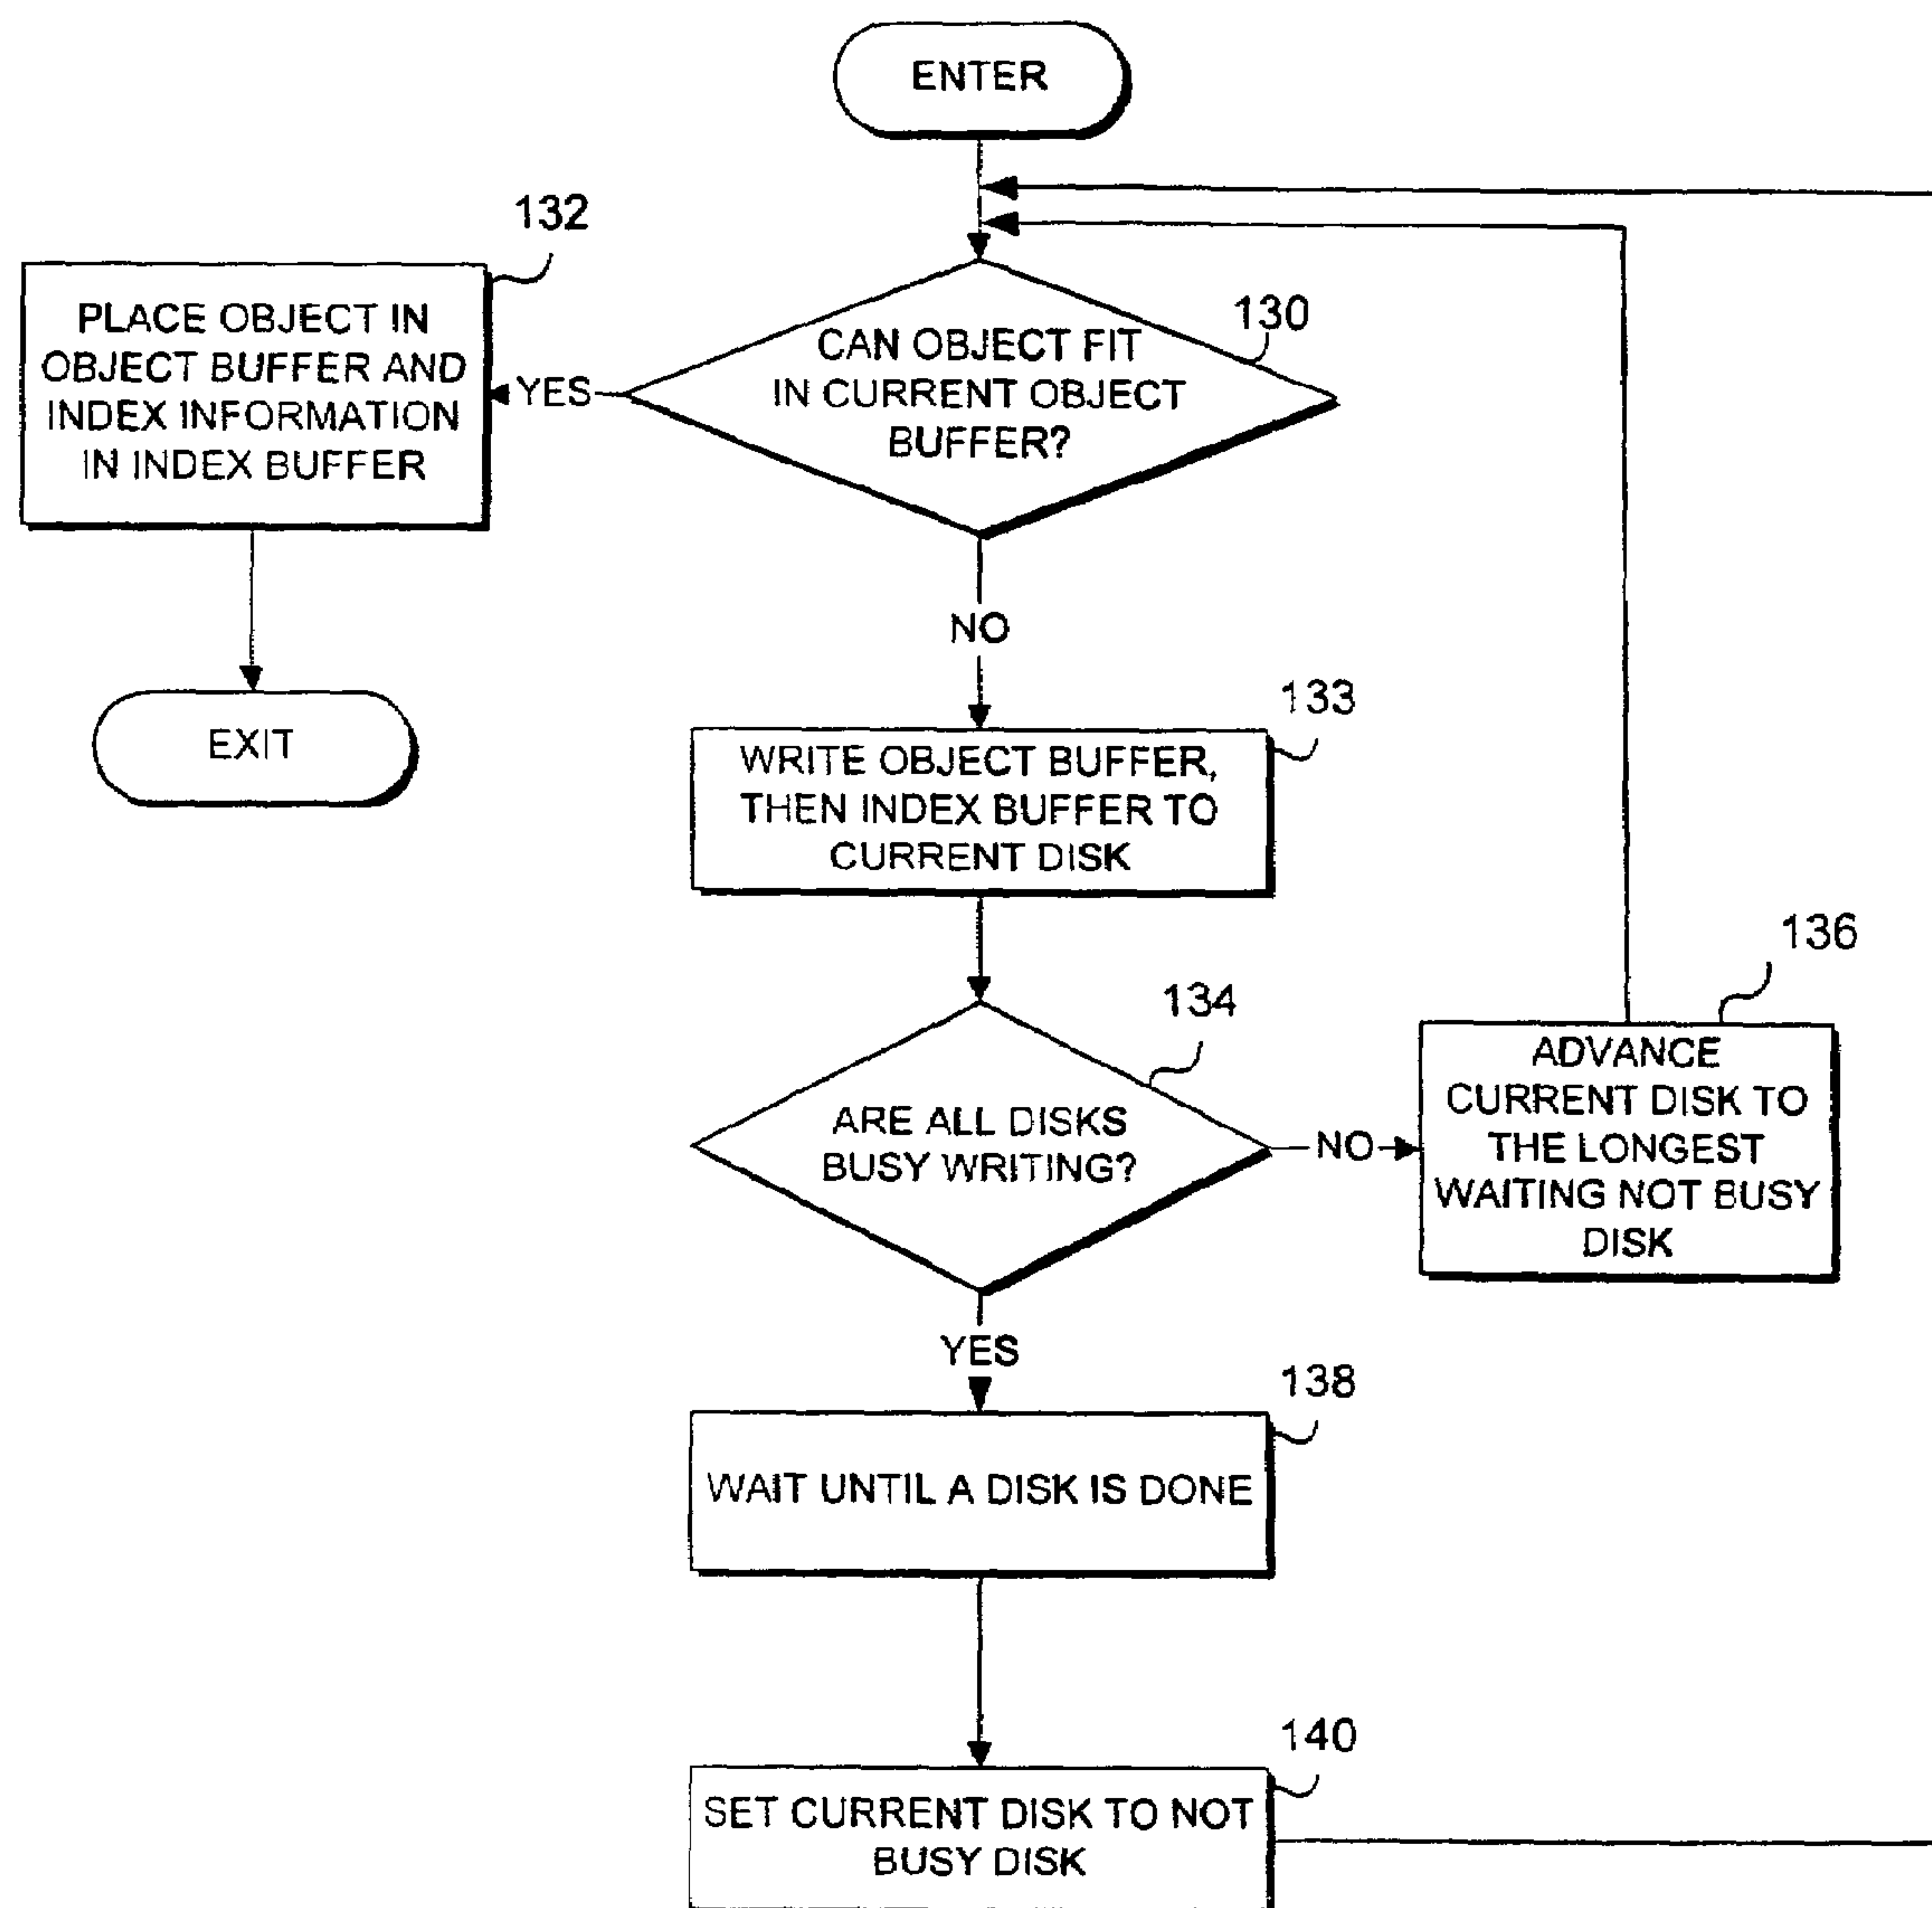 ENTER
132
PLACE OBJECT IN
OBJECT BUFFER AND
INDEX INFORMATION
IN INDEX BUFFER
YES
130
CAN OBJECT FIT
IN CURRENT OBJECT
BUFFER?
NO
EXIT
133
WRITE OBJECT BUFFER,
THEN INDEX BUFFER TO
CURRENT DISK
134
ARE ALL DISKS
BUSY WRITING?
NO
136
ADVANCE
CURRENT DISK TO
THE LONGEST
WAITING NOT BUSY
DISK
YES
138
WAIT UNTIL A DISK IS DONE
140
SET CURRENT DISK TO NOT
BUSY DISK